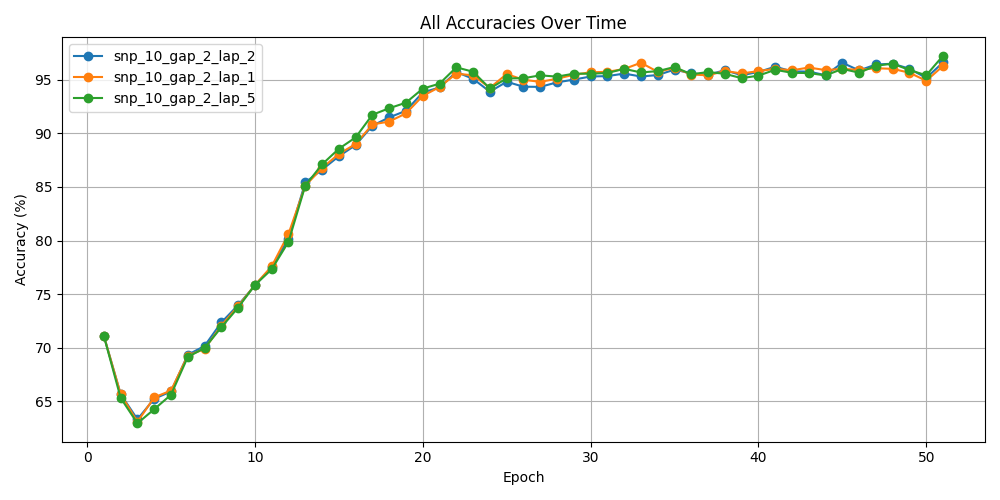 All Accuracies Over Time
snp_10_gap_2_lap_2
snp_10_gap_2_lap_1
snp_10_gap_2_lap_5
Accuracy (%)
95
90
85
80
75
70
65
0 10 20 30 40 50
Epoch